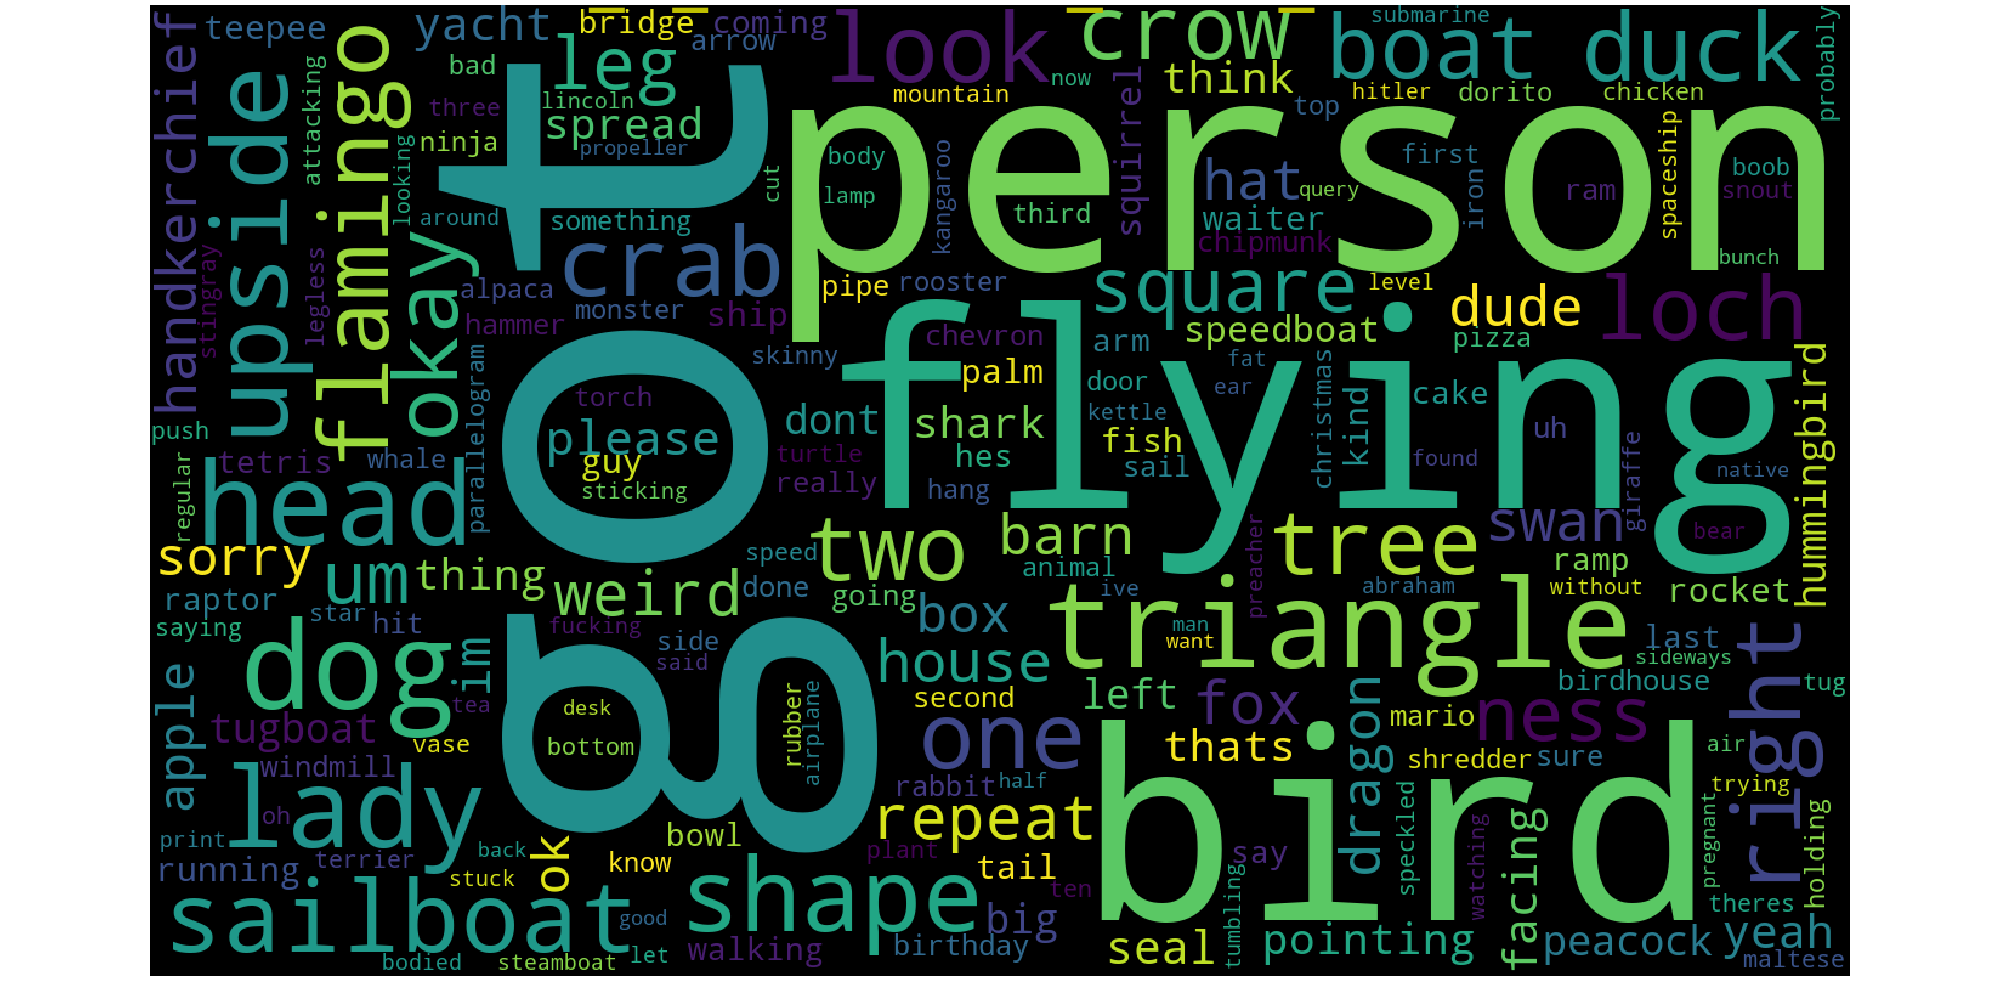 handkerchief
teepee
yacht
bridge
coming
arrow
look
crow
submarine
boat
duck
probably
upside
attacking
flamingo
bad
leg
three
lincoln
spread
ninja
propeller
looking
got
person
mountain
now
think
squirrel
top
hitler
dorito
chicken
cut
body
lamp
kangaroo
third
hat
query
first
iron
ram
spaceship
boob
snout
waiter
chipmunk
bunch
around
something
okay
crab
stingray
legless
alpaca
monster
hammer
ship
pipe
rooster
square
level
dude
loch
flying
chevron
speedboat
pizza
skinny
palm
arm
door
fat
ear
christmas
kind
cake
hummingbird
parallelogram
torch
please
guy
sticking
dont
shark
kettle
fish
hes
sail
uh
found
giraffe
native
push
regular
tetris
whale
turtle
really
hang
head
two
barn
preacher
tree
swan
bear
sorry
um
thing
weird
speed
done
animal
going
ive
abraham
ramp
without
rocket
raptor
star
hit
saying
fucking
side
said
box
triangle
man
want
last
sideways
right
dog
im
tea
house
second
left
fox
birdhouse
tug
apple
tugboat
vase
desk
bottom
rubber
airplane
one
thats
dragon
mario
ness
shredder
sure
air
trying
windmill
lady
oh
rabbit
half
bird
print
running
terrier
back
stuck
ok
know
bowl
repeat
plant
tail
say
speckled
watching
facing
pregnant
holding
sailboat
good
shape
ten
big
tumbling
theres
bodied
steamboat
let
walking
birthday
seal
pointing
peacock
yeah
maltese